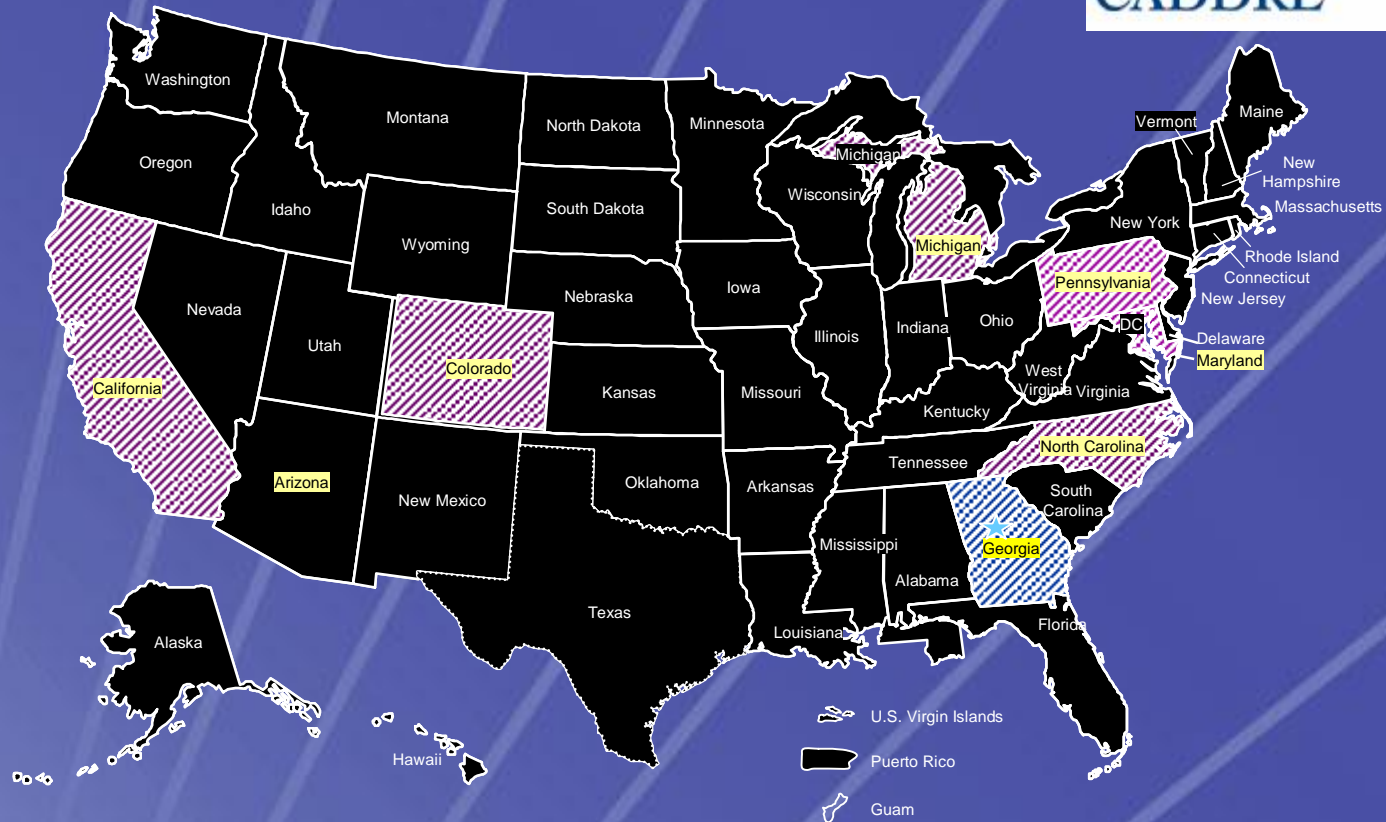 CADDRE
Washington
Oregon
Montana
Idaho
Wyoming
North Dakota
South Dakota
Minnesota
Michigan
Wisconsin
Michigan
Vermont
Maine
New
Hampshire
Massachusetts
New York
Rhode Island
Connecticut
New Jersey
Pennsylvania
DC
Delaware
Maryland
Nevada
Utah
Colorado
California
Nebraska
Iowa
Kansas
Missouri
Illinois
Indiana
Ohio
West
Virginia
Virginia
Kentucky
North Carolina
Tennessee
South
Carolina
Arizona
New Mexico
Oklahoma
Arkansas
Mississippi
Alabama
Georgia
Texas
Louisiana
Florida
Alaska
Hawaii
U.S. Virgin Islands
Puerto Rico
Guam